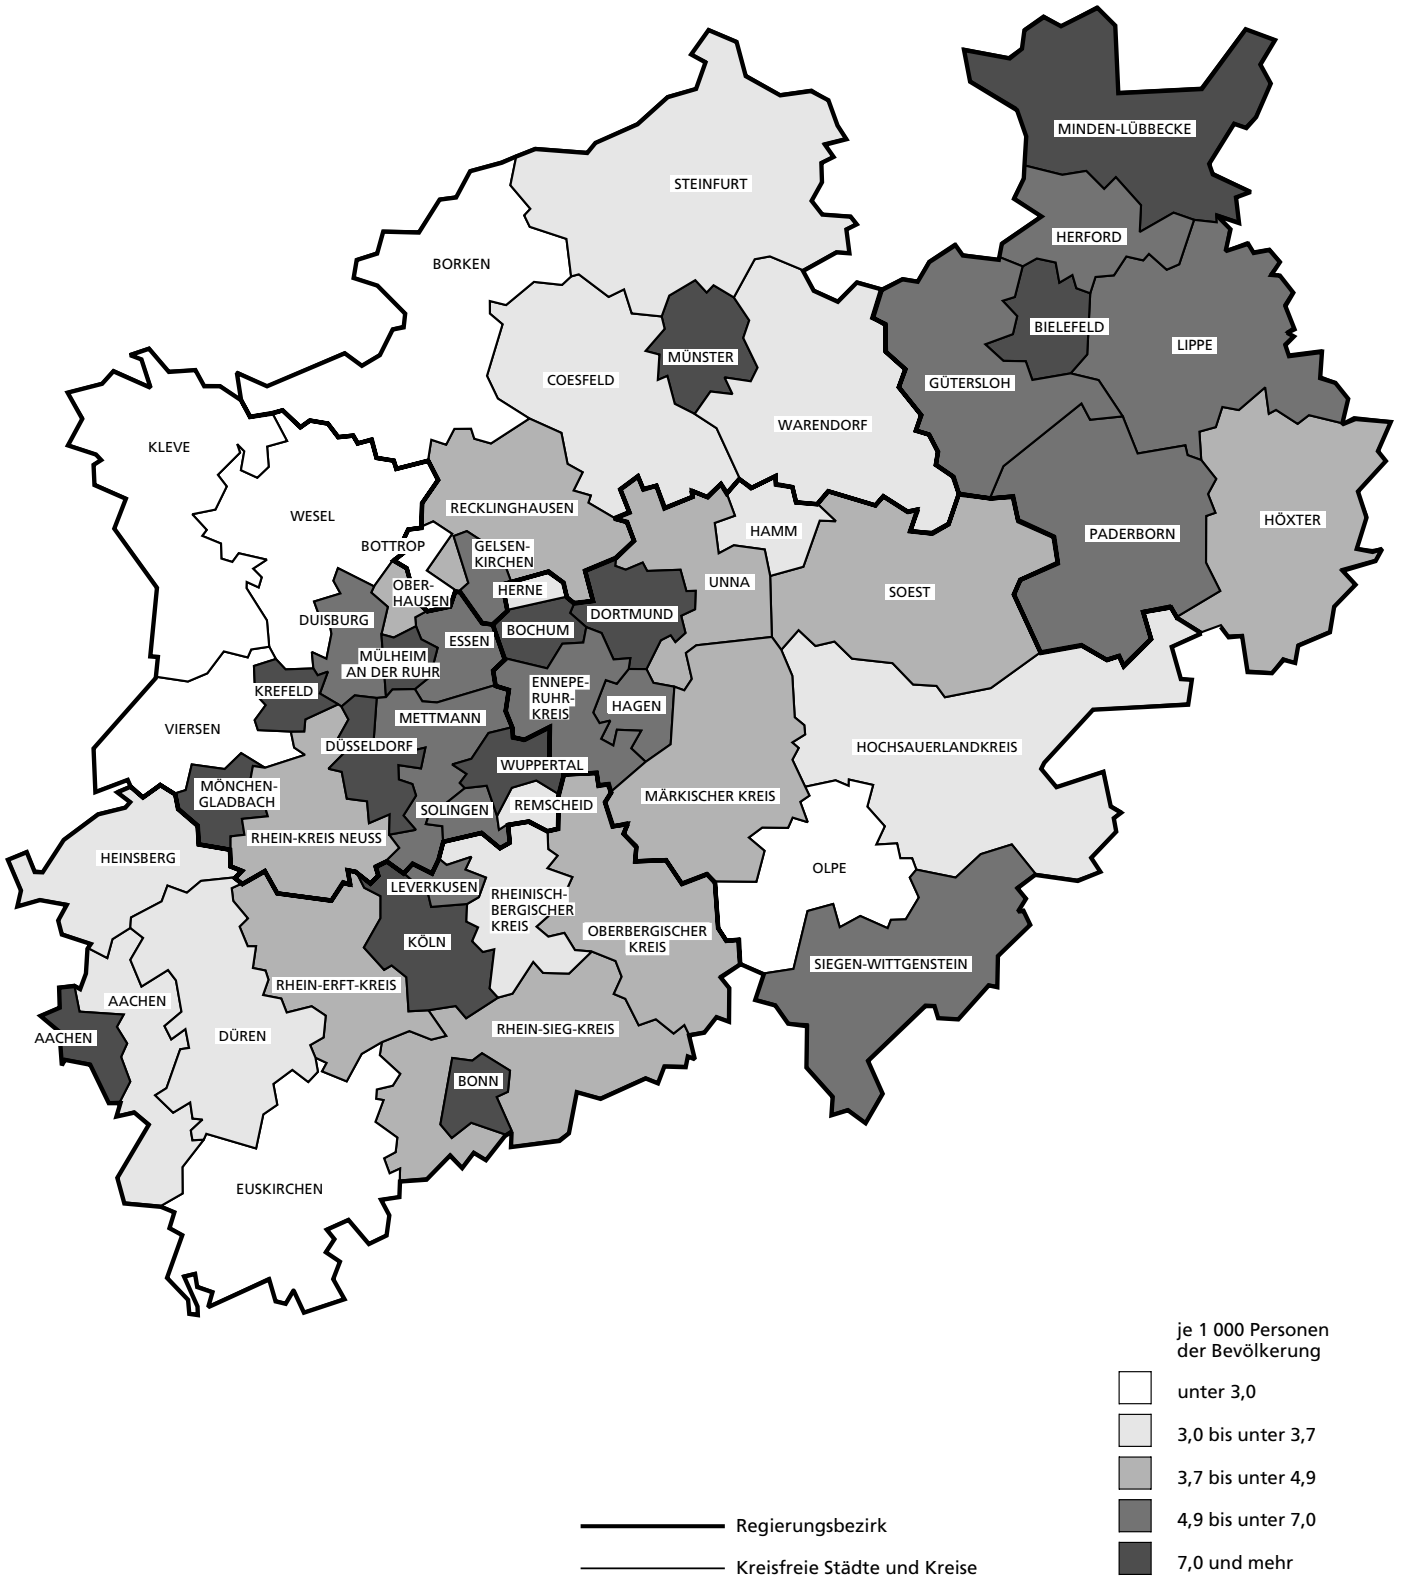 MINDEN-LÜBBECKE
STEINFURT
HERFORD
BORKEN
BIELEFELD
LIPPE
MÜNSTER
COESFELD
GÜTERSLOH
WARENDORF
KLEVE
RECKLINGHAUSEN
WESEL
HÖXTER
HAMM
PADERBORN
BOTTROP
GELSEN-
KIRCHEN
UNNA
OBER-
HAUSEN
HERNE
SOEST
DORTMUND
DUISBURG
BOCHUM
ESSEN
MÜLHEIM
AN DER RUHR
ENNEPE-
RUHR-
KREIS
KREFELD
HAGEN
METTMANN
VIERSEN
DÜSSELDORF
HOCHSAUERLANDKREIS
WUPPERTAL
MÖNCHEN-
GLADBACH
MÄRKISCHER KREIS
REMSCHEID
SOLINGEN
RHEIN-KREIS NEUSS
HEINSBERG
OLPE
LEVERKUSEN
RHEINISCH-
BERGISCHER
KREIS
OBERBERGISCHER
KREIS
KÖLN
SIEGEN-WITTGENSTEIN
RHEIN-ERFT-KREIS
AACHEN
RHEIN-SIEG-KREIS
AACHEN
DÜREN
BONN
EUSKIRCHEN
je 1 000 Personen
der Bevölkerung
unter 3,0
3,0 bis unter 3,7
3,7 bis unter 4,9
4,9 bis unter 7,0
7,0 und mehr
Regierungsbezirk
Kreisfreie Städte und Kreise